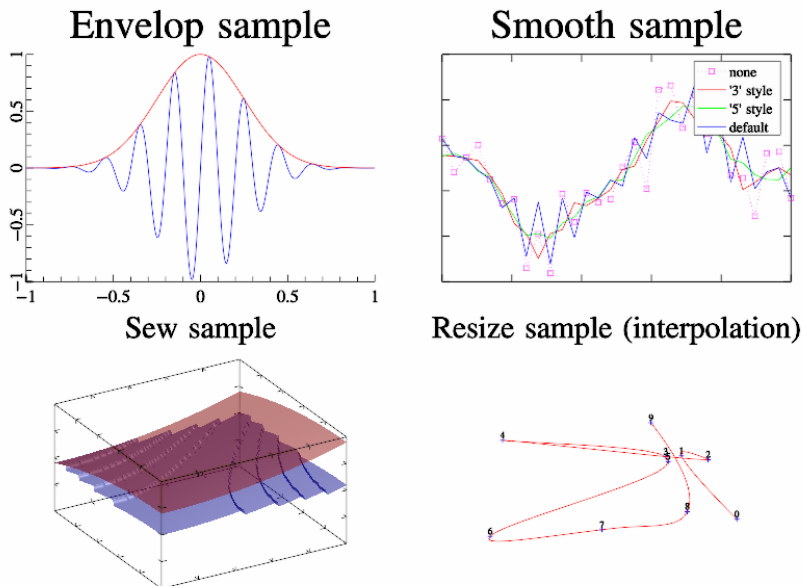 Envelop sample
Smooth sample
1
0.5
0
−0.5
−1
−1
−0.5
0
0.5
1
none
'3' style
'5' style
default
Sew sample
Resize sample (interpolation)
9
4
3
1
2
5
8
0
7
6